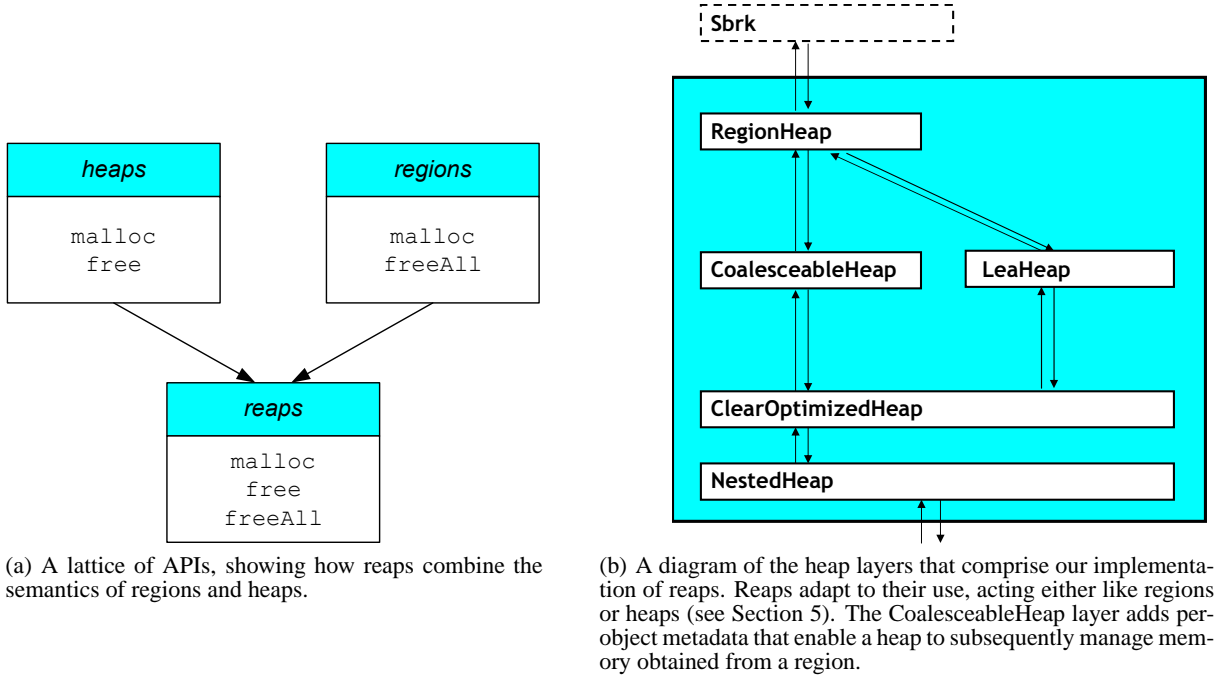 heaps
malloc
free
regions
malloc
freeAll
reaps
malloc
free
freeAll
(a) A lattice of APIs, showing how reaps combine the
semantics of regions and heaps.
Sbrk
RegionHeap
CoalesceableHeap
LeaHeap
ClearOptimizedHeap
NestedHeap
(b) A diagram of the heap layers that comprise our implementa-
tion of reaps. Reaps adapt to their use, acting either like regions
or heaps (see Section 5). The CoalesceableHeap layer adds per-
object metadata that enable a heap to subsequently manage mem-
ory obtained from a region.